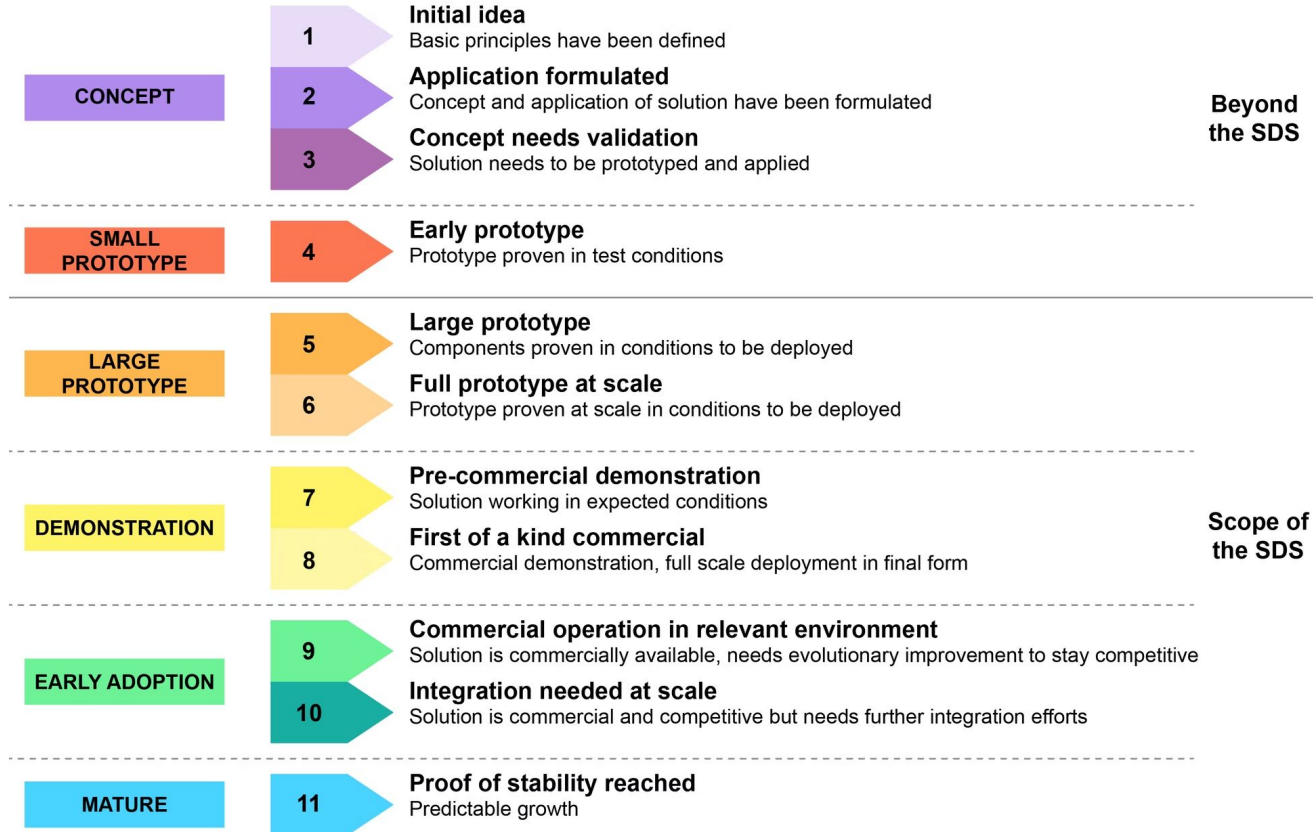 CONCEPT
1
Initial idea
Basic principles have been defined
2
Application formulated
Concept and application of solution have been formulated
3
Concept needs validation
Solution needs to be prototyped and applied
Beyond
the SDS
SMALL
PROTOTYPE
4
Early prototype
Prototype proven in test conditions
LARGE
PROTOTYPE
5
Large prototype
Components proven in conditions to be deployed
6
Full prototype at scale
Prototype proven at scale in conditions to be deployed
DEMONSTRATION
7
Pre-commercial demonstration
Solution working in expected conditions
8
First of a kind commercial
Commercial demonstration, full scale deployment in final form
Scope of
the SDS
EARLY ADOPTION
9
Commercial operation in relevant environment
Solution is commercially available, needs evolutionary improvement to stay competitive
10
Integration needed at scale
Solution is commercial and competitive but needs further integration efforts
MATURE
11
Proof of stability reached
Predictable growth